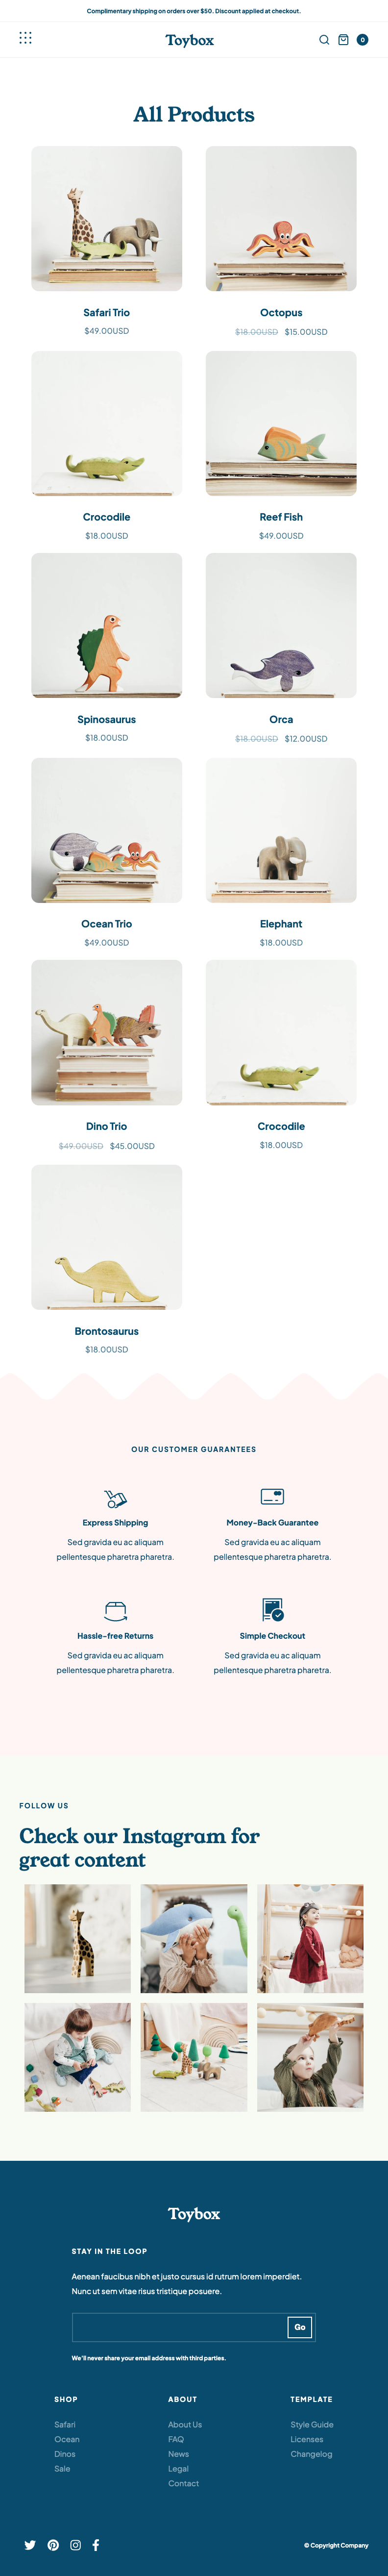 Complimentary shipping on orders over $50. Discount applied at checkout.
Toybox
0
All Products
Safari Trio
$49.00USD
Octopus
$18.00USD $15.00USD
Crocodile
$18.00USD
Reef Fish
$49.00USD
Spinosaurus
$18.00USD
Orca
$18.00USD $12.00USD
Ocean Trio
$49.00USD
Elephant
$18.00USD
Dino Trio
$49.00USD $45.00USD
Crocodile
$18.00USD
Brontosaurus
$18.00USD
OUR CUSTOMER GUARANTEES
Express Shipping
Sed gravida eu ac aliquam
pellentesque pharetra pharetra.
Money-Back Guarantee
Sed gravida eu ac aliquam
pellentesque pharetra pharetra.
Hassle-free Returns
Sed gravida eu ac aliquam
pellentesque pharetra pharetra.
Simple Checkout
Sed gravida eu ac aliquam
pellentesque pharetra pharetra.
FOLLOW US
Check our Instagram for
great content
Toybox
STAY IN THE LOOP
Aenean faucibus nibh et justo cursus id rutrum lorem imperdiet.
Nunc ut sem vitae risus tristique posuere.
Go
We'll never share your email address with third parties.
SHOP
Safari
Ocean
Dinos
Sale
ABOUT
About Us
FAQ
News
Legal
Contact
TEMPLATE
Style Guide
Licenses
Changelog
© Copyright Company